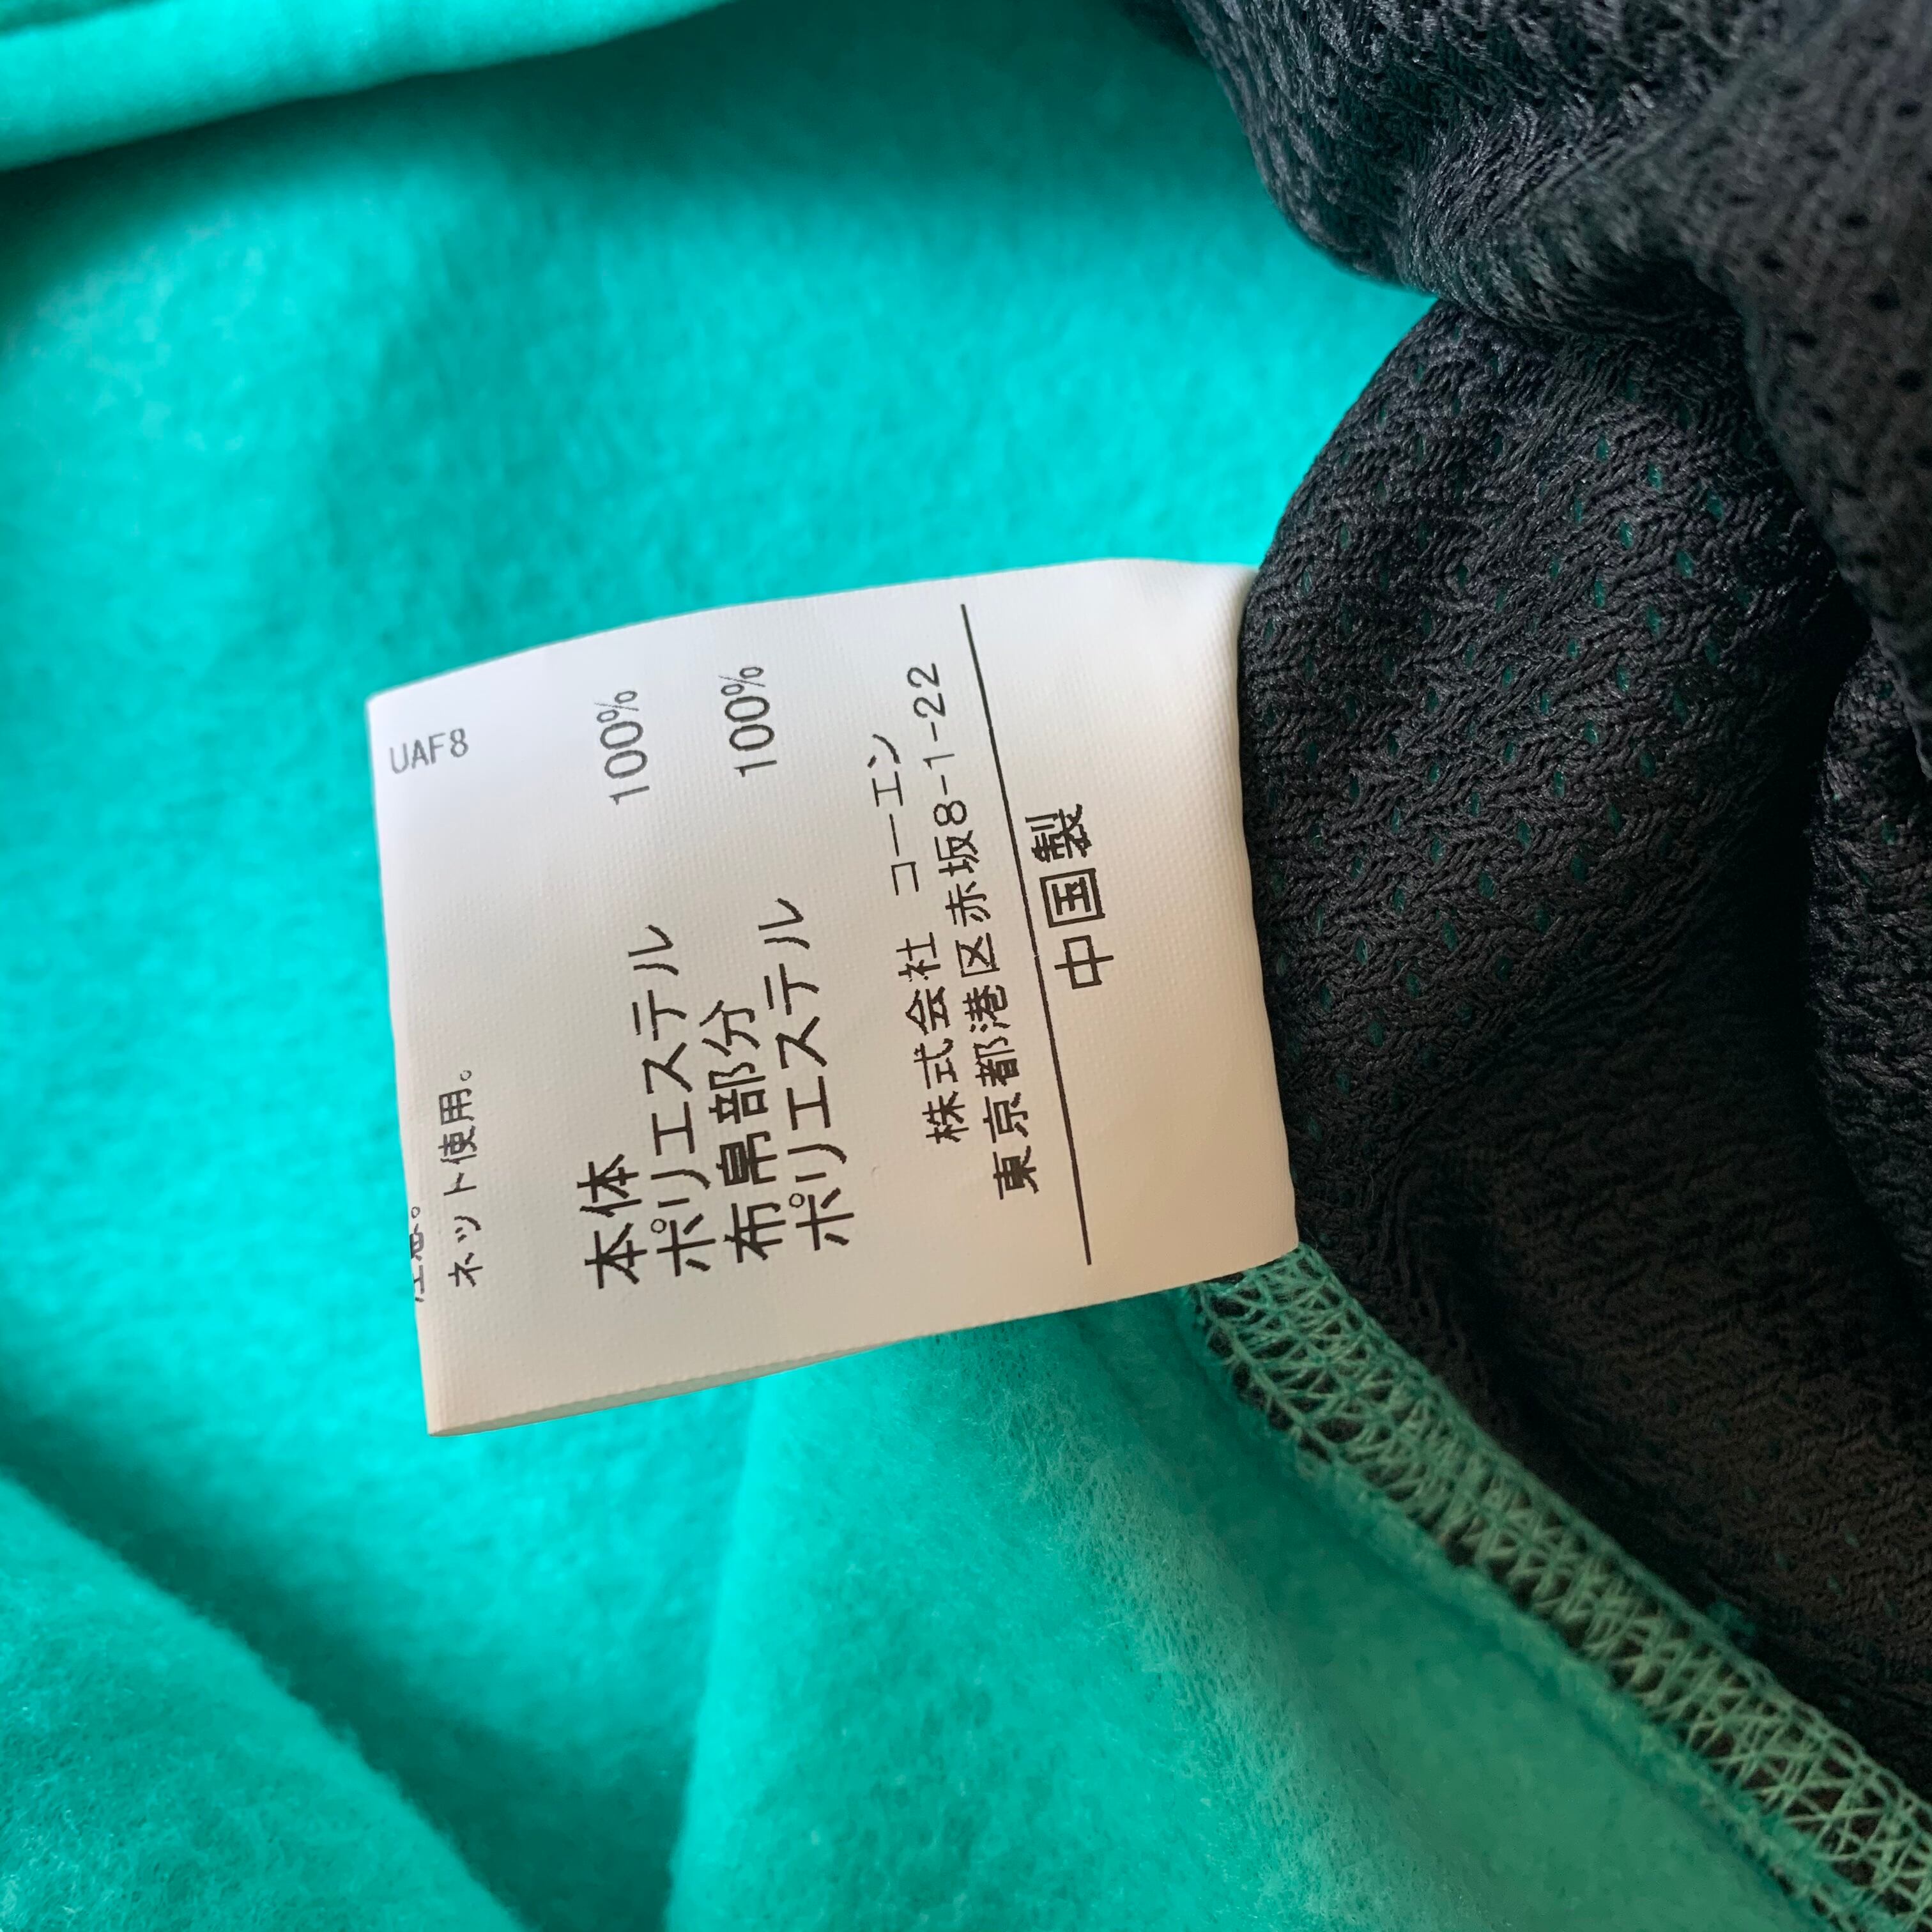 UAF8
ネット使用。
本体
ポリエステル 100%
布帛部分
ポリエステル 100%
株式会社 コーエン
東京都港区赤坂8-1-22
中国製